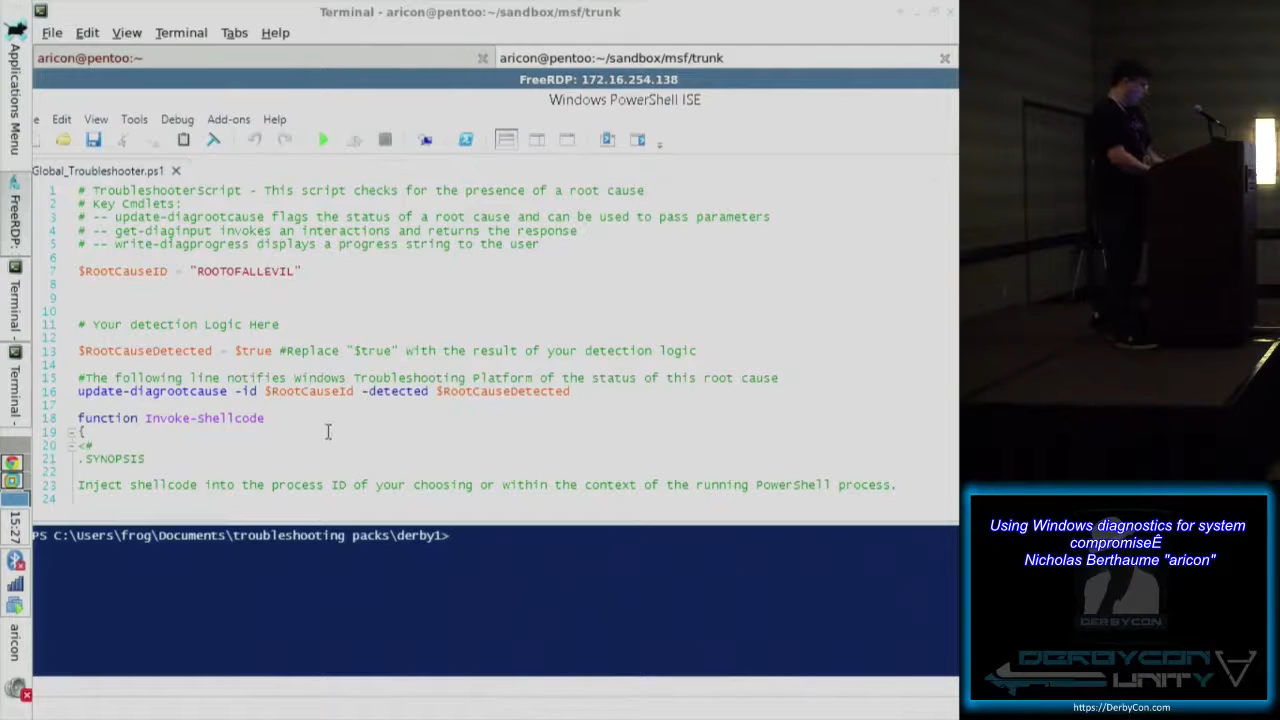 Terminal - aricon@pentoo:~/sandbox/msf/trunk
File Edit View Terminal Tabs Help
aricon@pentoo:~
aricon@pentoo:~/sandbox/msf/trunk
FreeRDP: 172.16.254.138
Windows PowerShell ISE
e Edit View Tools Debug Add-ons Help
Global_Troubleshooter.ps1
1 # TroubleshooterScript - This script checks for the presence of a root cause
2 # Key Cmdlets:
3 # -- update-diagrootcause flags the status of a root cause and can be used to pass parameters
4 # -- get-diaginput invokes an interactions and returns the response
5 # -- write-diagprogress displays a progress string to the user
6
7 $RootCauseID = "ROOTOFALLEVIL"
8
9
10
11 # Your detection Logic Here
12
13 $RootCauseDetected = $true #Replace "$true" with the result of your detection logic
14
15 #The following line notifies Windows Troubleshooting Platform of the status of this root cause
16 update-diagrootcause -id $RootCauseId -detected $RootCauseDetected
17
18 function Invoke-Shellcode
19 {
20 <#
21 .SYNOPSIS
22
23 Inject shellcode into the process ID of your choosing or within the context of the running PowerShell process.
24
PS C:\Users\frog\Documents\troubleshooting packs\derby1>
Applications Menu
FreeRDP:
Terminal -
Terminal -
15:27
aricon
Using Windows diagnostics for system
compromiseÊ
Nicholas Berthaume "aricon"
DERBYCON
DERBYCON
UNITY
https://DerbyCon.com